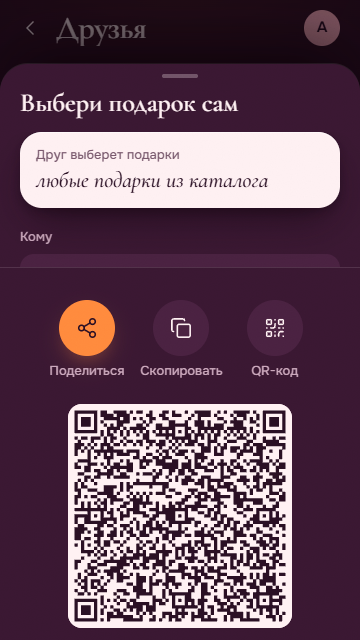 Друзья
А
Выбери подарок сам
Друг выберет подарки
любые подарки из каталога
Кому
Поделиться
Скопировать
QR-код